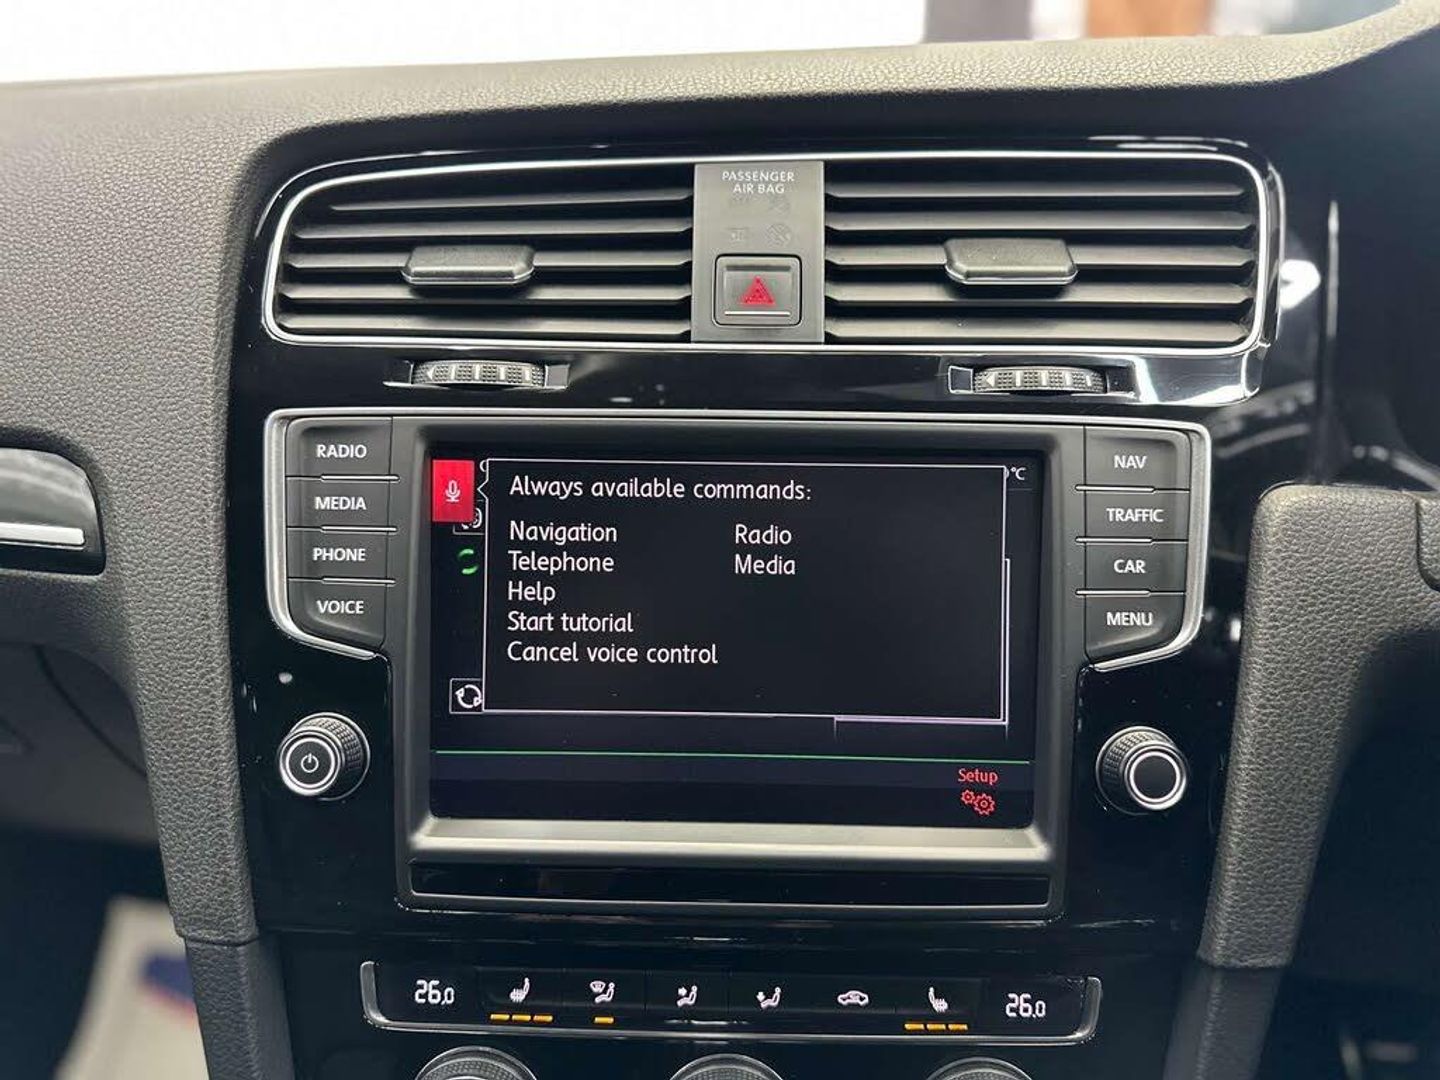 PASSENGER
AIR BAG
RADIO
MEDIA
PHONE
VOICE
Always available commands:
Navigation Radio
Telephone Media
Help
Start tutorial
Cancel voice control
°C
Setup
NAV
TRAFFIC
CAR
MENU
26.0
26.0